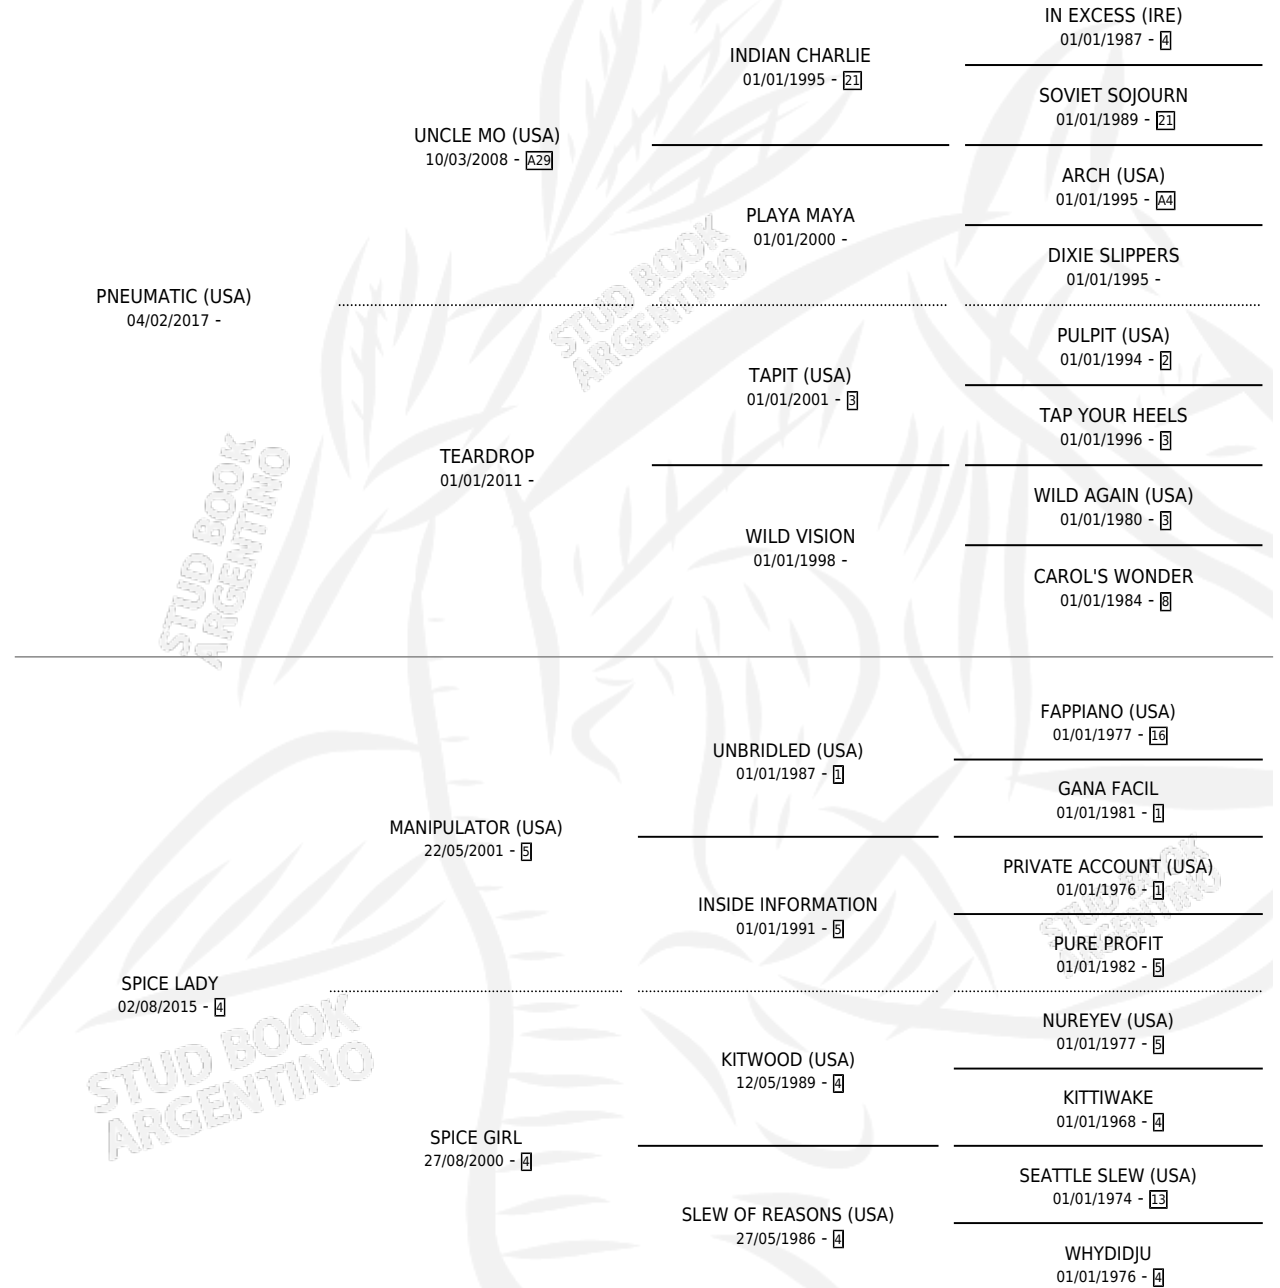 IN EXCESS (IRE)
01/01/1987 - 4
INDIAN CHARLIE
01/01/1995 - 21
SOVIET SOJOURN
01/01/1989 - 21
UNCLE MO (USA)
10/03/2008 - A29
ARCH (USA)
01/01/1995 - A4
PLAYA MAYA
01/01/2000 -
DIXIE SLIPPERS
01/01/1995 -
PNEUMATIC (USA)
04/02/2017 -
PULPIT (USA)
01/01/1994 - 2
TAPIT (USA)
01/01/2001 - 3
TAP YOUR HEELS
01/01/1996 - 3
TEARDROP
01/01/2011 -
WILD AGAIN (USA)
01/01/1980 - 3
WILD VISION
01/01/1998 -
CAROL'S WONDER
01/01/1984 - 8
FAPPIANO (USA)
01/01/1977 - 16
UNBRIDLED (USA)
01/01/1987 - 1
GANA FACIL
01/01/1981 - 1
MANIPULATOR (USA)
22/05/2001 - 5
PRIVATE ACCOUNT (USA)
01/01/1976 - 1
INSIDE INFORMATION
01/01/1991 - 5
PURE PROFIT
01/01/1982 - 5
SPICE LADY
02/08/2015 - 4
NUREYEV (USA)
01/01/1977 - 5
KITWOOD (USA)
12/05/1989 - 4
KITTIWAKE
01/01/1968 - 4
SPICE GIRL
27/08/2000 - 4
SEATTLE SLEW (USA)
01/01/1974 - 13
SLEW OF REASONS (USA)
27/05/1986 - 4
WHYDIDJU
01/01/1976 - 4
STUD BOOK
ARGENTINO
STUD BOOK
ARGENTINO
STUD BOOK
ARGENTINO
STUD BOOK
ARGENTINO